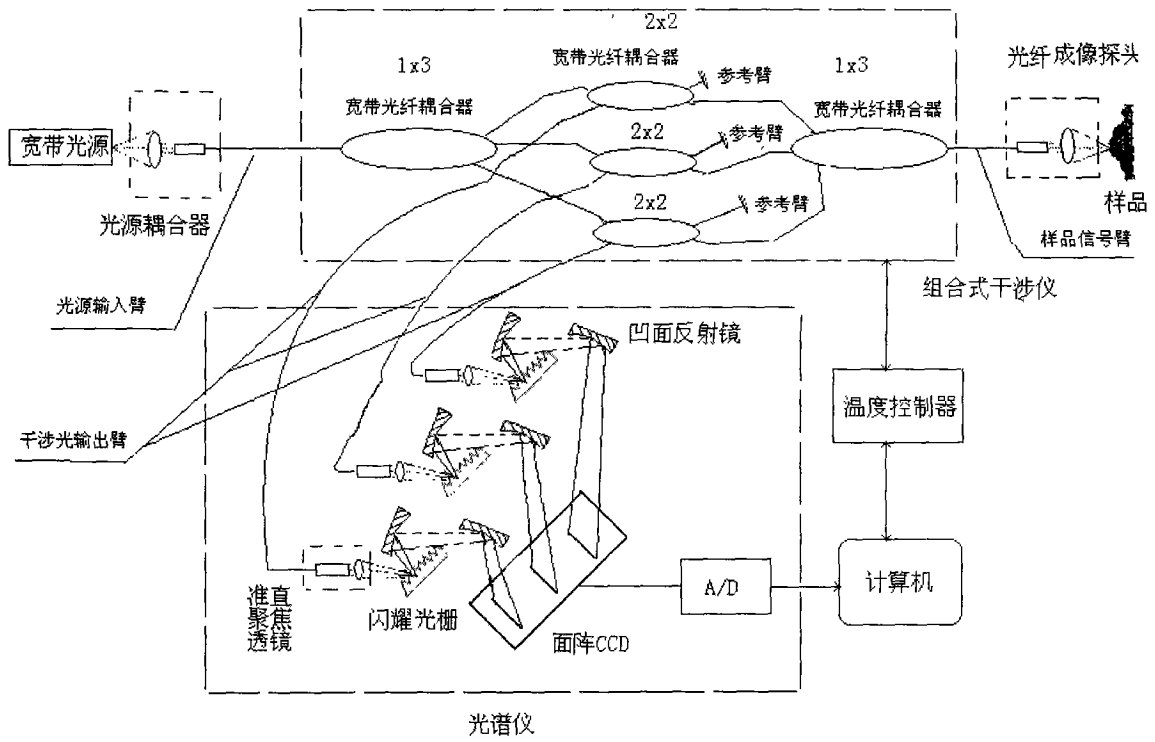 2x2
1x3
宽带光纤耦合器
1x3
光纤成像探头
宽带光纤耦合器
参考臂
宽带光纤耦合器
宽带光源
2x2
参考臂
2x2
参考臂
样品
光源耦合器
样品信号臂
光源输入臂
组合式干涉仪
凹面反射镜
温度控制器
干涉光输出臂
准直
聚焦
透镜
闪耀光栅
面阵CCD
A/D
计算机
光谱仪